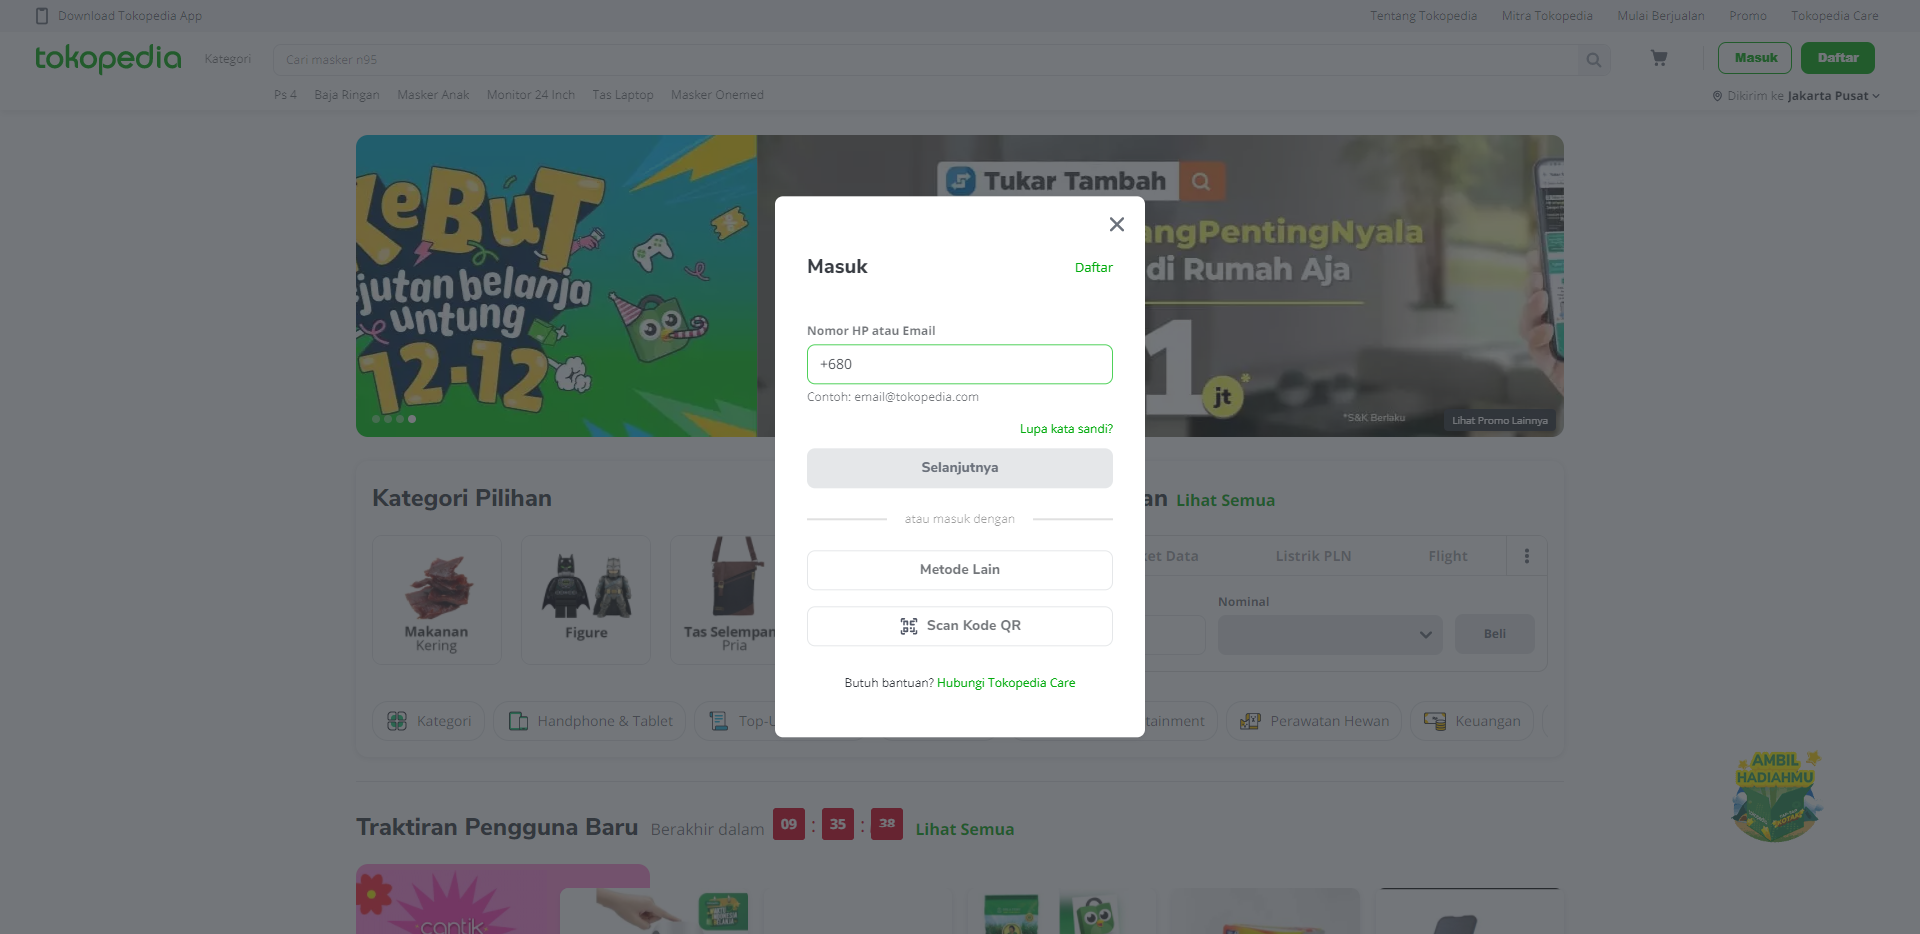 Download Tokopedia App
Tentang Tokopedia
Mitra Tokopedia
Mulai Berjualan
Promo
Tokopedia Care
tokopedia
Kategori
Cari masker n95
Masuk
Daftar
Ps 4
Baja Ringan
Masker Anak
Monitor 24 Inch
Tas Laptop
Masker Onemed
Dikirim ke Jakarta Pusat
KeBuT
jutan belanja
untung
12.12
Tukar Tambah
angPentingNyala
di Rumah Aja
1
jt*
*S&K Berlaku
Lihat Promo Lainnya
Masuk
Daftar
Nomor HP atau Email
+680
Contoh: email@tokopedia.com
Lupa kata sandi?
Selanjutnya
atau masuk dengan
Metode Lain
Scan Kode QR
Butuh bantuan? Hubungi Tokopedia Care
Kategori Pilihan
an
Lihat Semua
Makanan
Kering
Figure
Tas Selempan
Pria
et Data
Listrik PLN
Flight
Nominal
Beli
Kategori
Handphone & Tablet
Top-U
tainment
Perawatan Hewan
Keuangan
AMBIL
HADIAHMU
Traktiran Pengguna Baru
Berakhir dalam
09 : 35 : 38
Lihat Semua
cantik